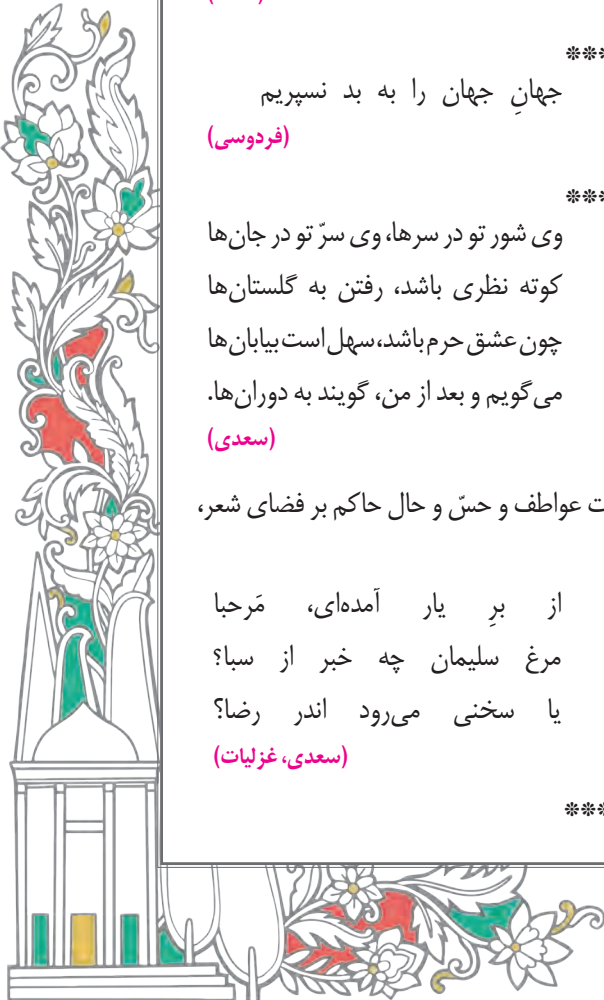 ***
جهانِ جهان را به بد نسپریم
(فردوسی)
***
وی شور تو در سرها، وی سرّ تو در جان‌ها
کوته نظری باشد، رفتن به گلستان‌ها
چون عشق حرم باشد، سهل است بیابان‌ها
می‌گویم و بعد از من، گویند به دوران‌ها.
(سعدی)
ت عواطف و حسّ و حال حاکم بر فضای شعر،
از برِ یار آمده‌ای، مَرحبا
مرغ سلیمان چه خبر از سبا؟
یا سخنی می‌رود اندر رضا؟
(سعدی، غزلیات)
***